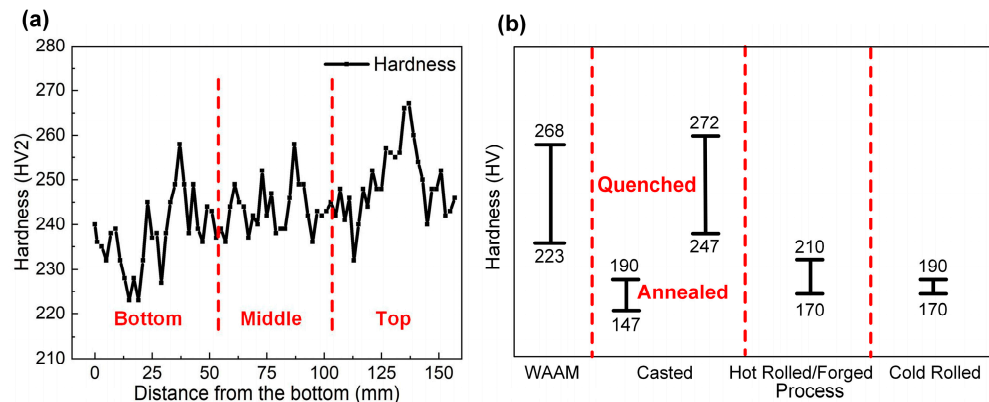 (a)
280
270
260
250
240
230
220
210
Hardness (HV2)
Hardness
Bottom
Middle
Top
0
25
50
75
100
125
150
Distance from the bottom (mm)
(b)
Hardness (HV)
268
223
Quenched
272
247
190
Annealed
147
210
170
190
170
WAAM
Casted
Hot Rolled/Forged
Cold Rolled
Process